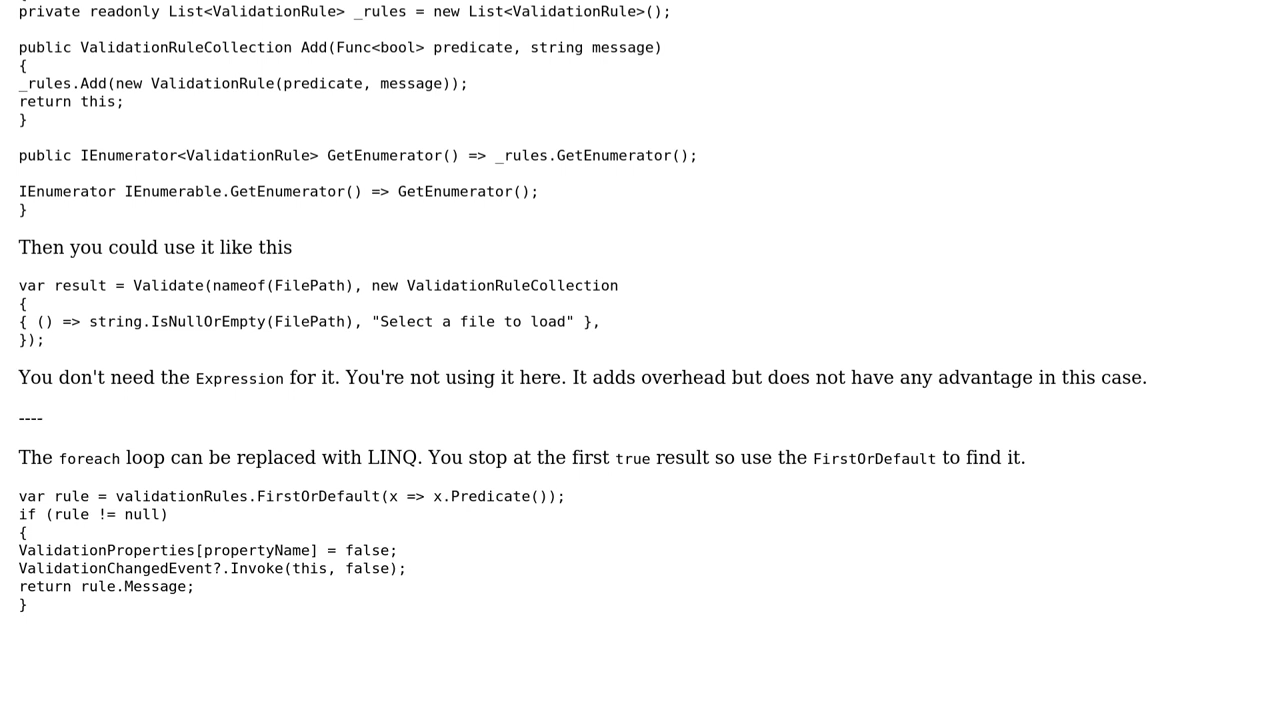 private readonly List<ValidationRule> _rules = new List<ValidationRule>();
public ValidationRuleCollection Add(Func<bool> predicate, string message)
{
_rules.Add(new ValidationRule(predicate, message));
return this;
}
public IEnumerator<ValidationRule> GetEnumerator() => _rules.GetEnumerator();
IEnumerator IEnumerable.GetEnumerator() => GetEnumerator();
}
Then you could use it like this
var result = Validate(nameof(FilePath), new ValidationRuleCollection
{
{ () => string.IsNullOrEmpty(FilePath), "Select a file to load" },
});
You don't need the Expression for it. You're not using it here. It adds overhead but does not have any advantage in this case.
----
The foreach loop can be replaced with LINQ. You stop at the first true result so use the FirstOrDefault to find it.
var rule = validationRules.FirstOrDefault(x => x.Predicate());
if (rule != null)
{
ValidationProperties[propertyName] = false;
ValidationChangedEvent?.Invoke(this, false);
return rule.Message;
}